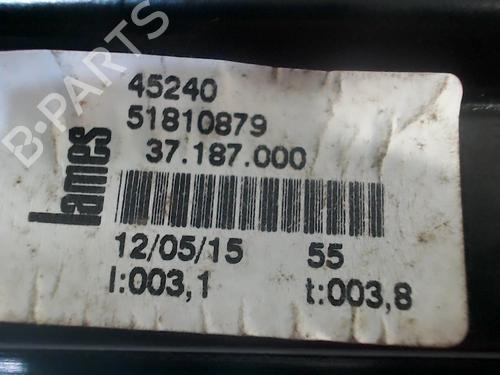 B-PARTS
45240
51810879
37.187.000
lames
12/05/15 55
l:003,1 t:003,8